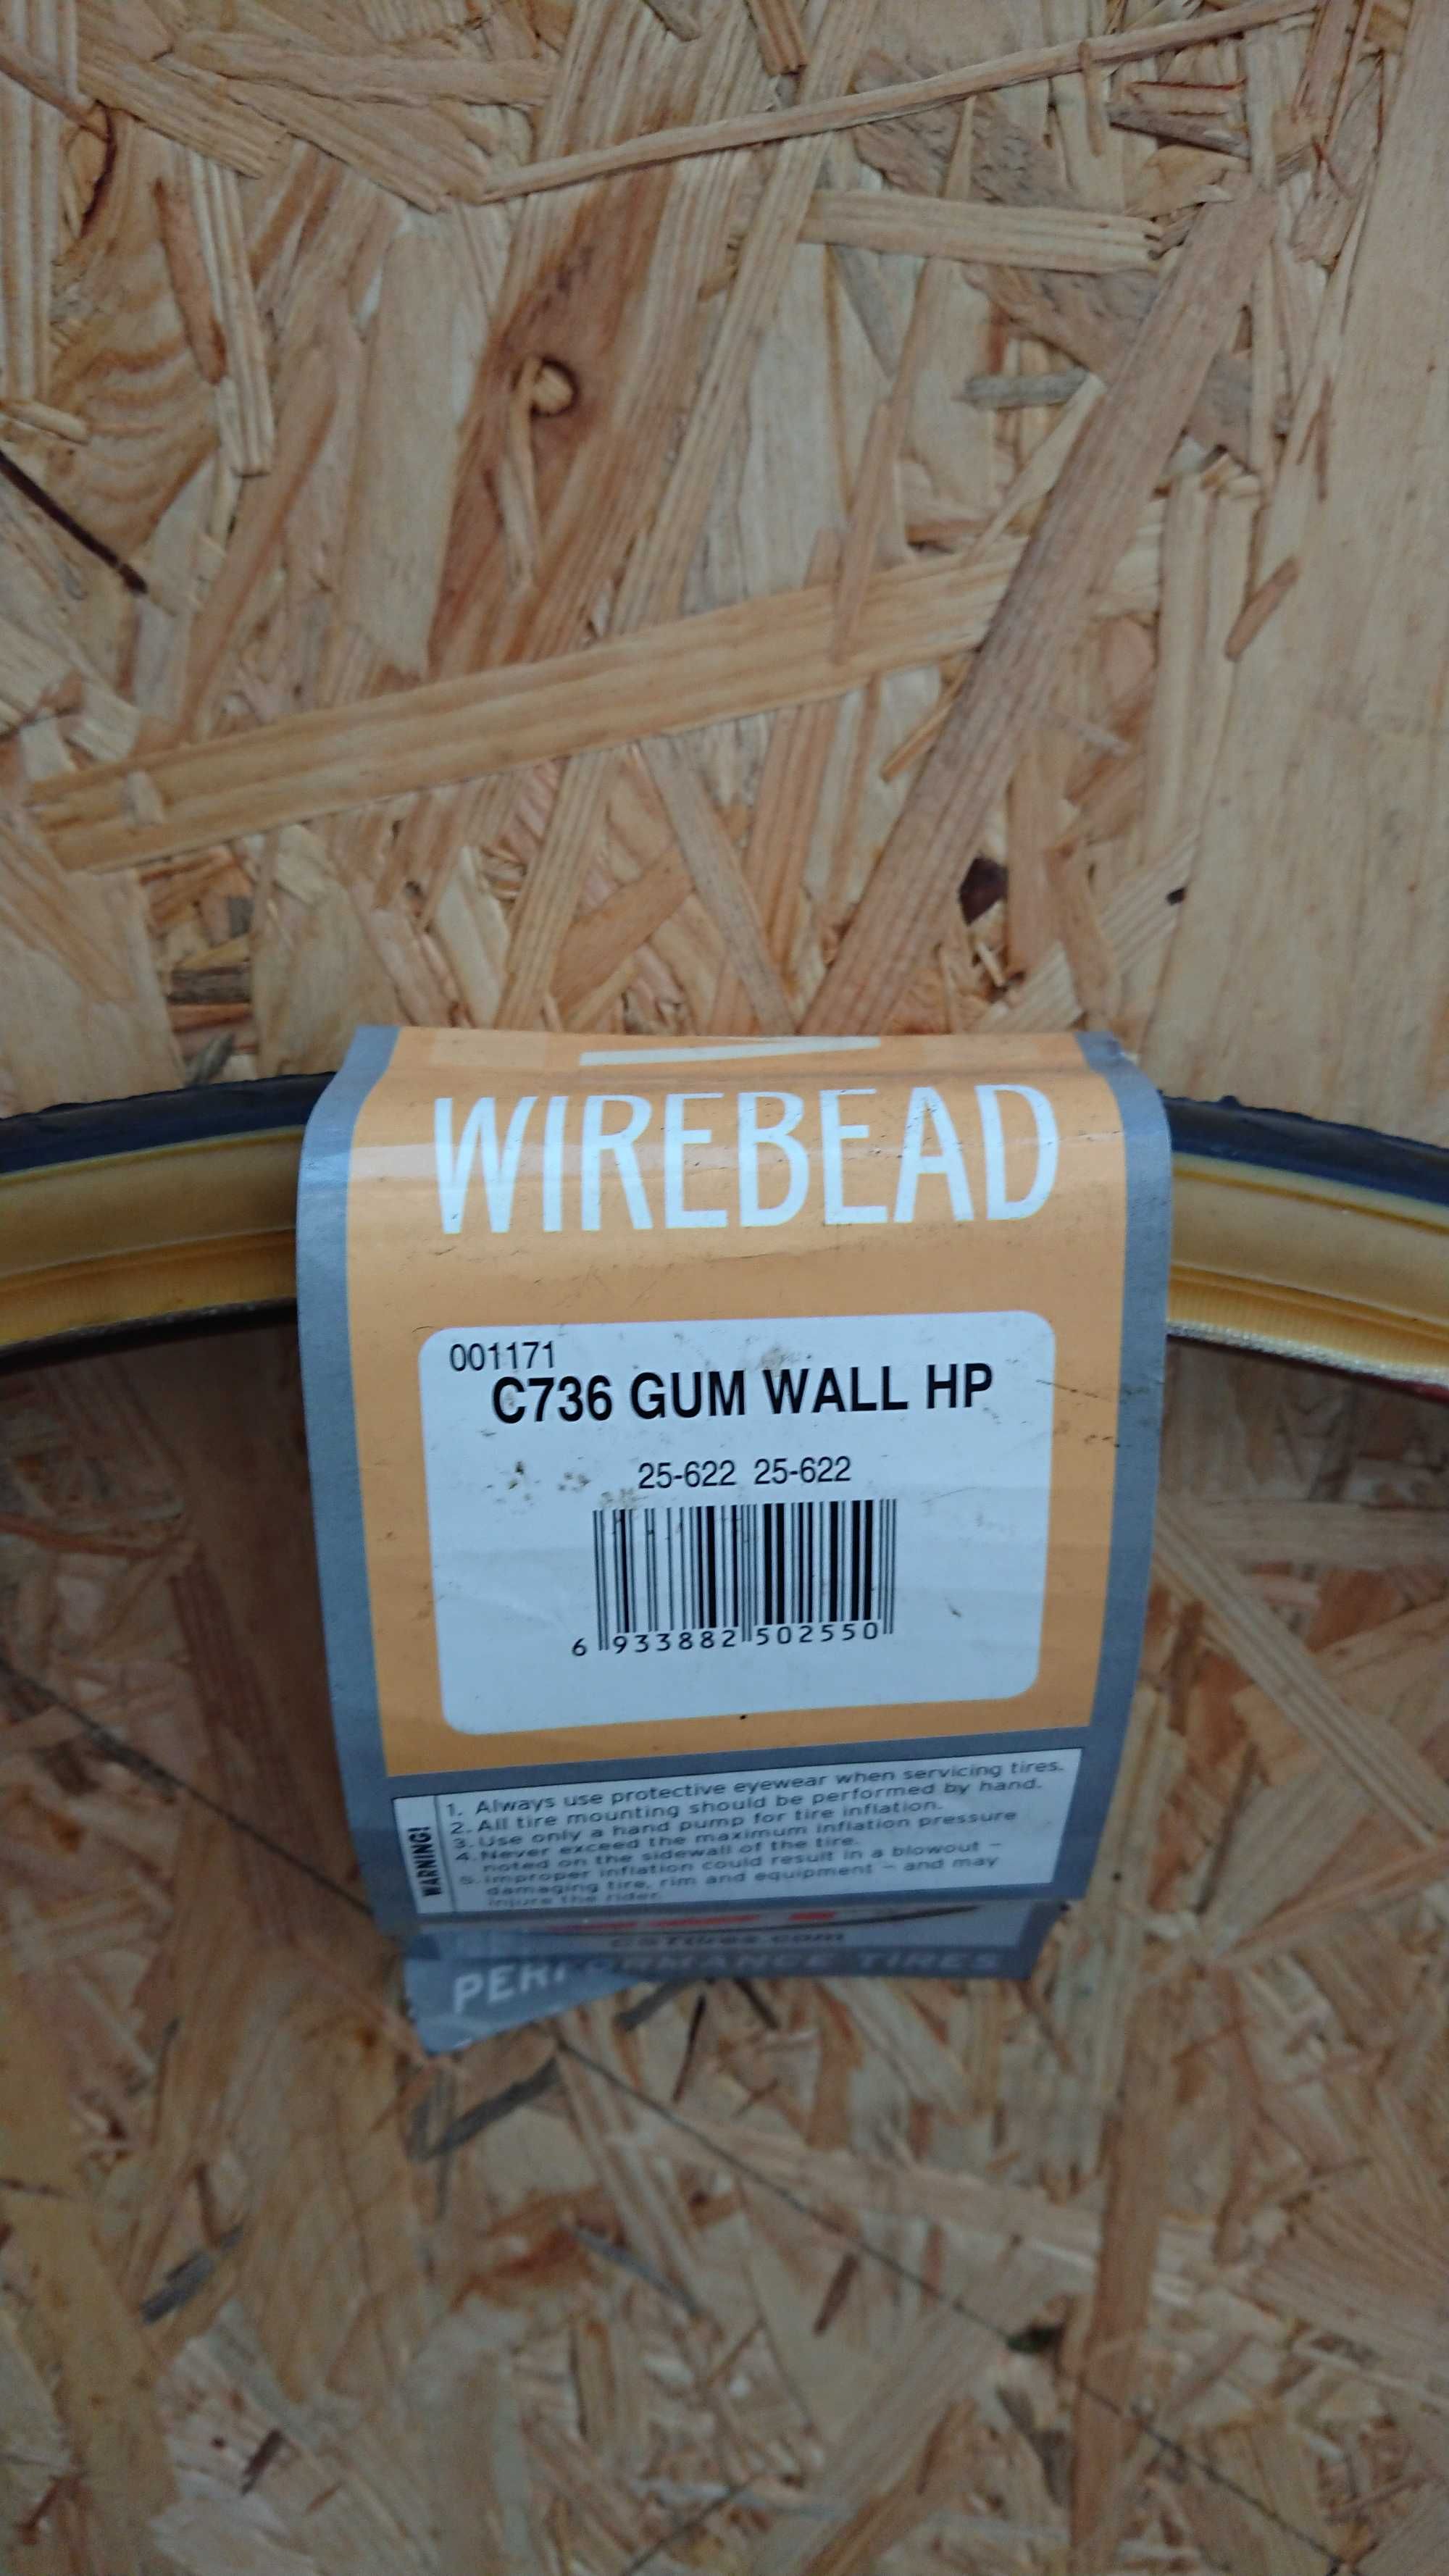 WIREBEAD
001171
C736 GUM WALL HP
25-622 25-622
6 933882 502550
WARNING!
1. Always use protective eyewear when servicing tires.
2. All tire mounting should be performed by hand.
3. Use only a hand pump for tire inflation.
4. Never exceed the maximum inflation pressure
noted on the sidewall of the tire.
5. Improper inflation could result in a blowout –
damaging tire, rim and equipment – and may
injure the rider.
CSTtires.com
PERFORMANCE TIRES